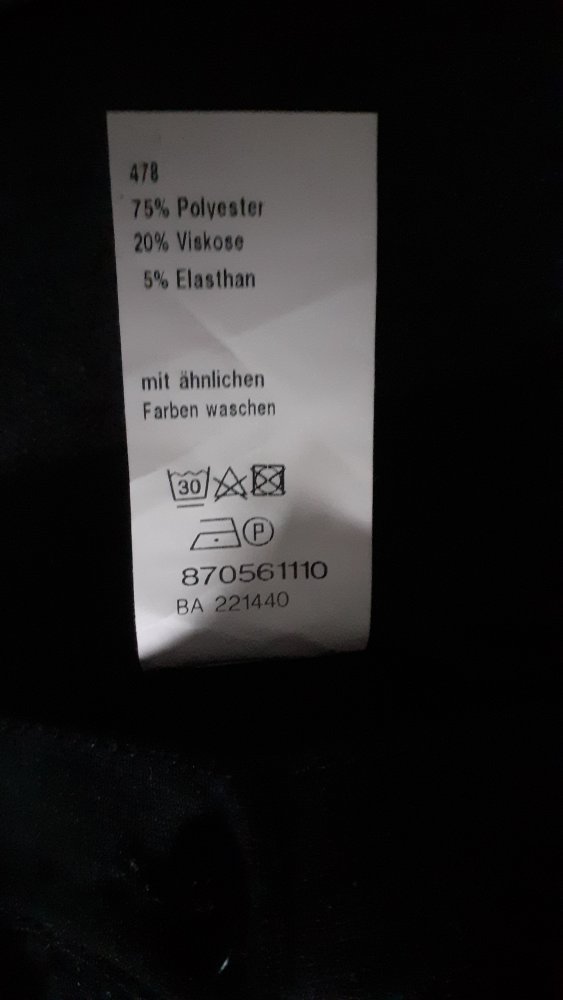 478
75% Polyester
20% Viskose
5% Elasthan
mit ähnlichen
Farben waschen
30
P
870561110
BA 221440